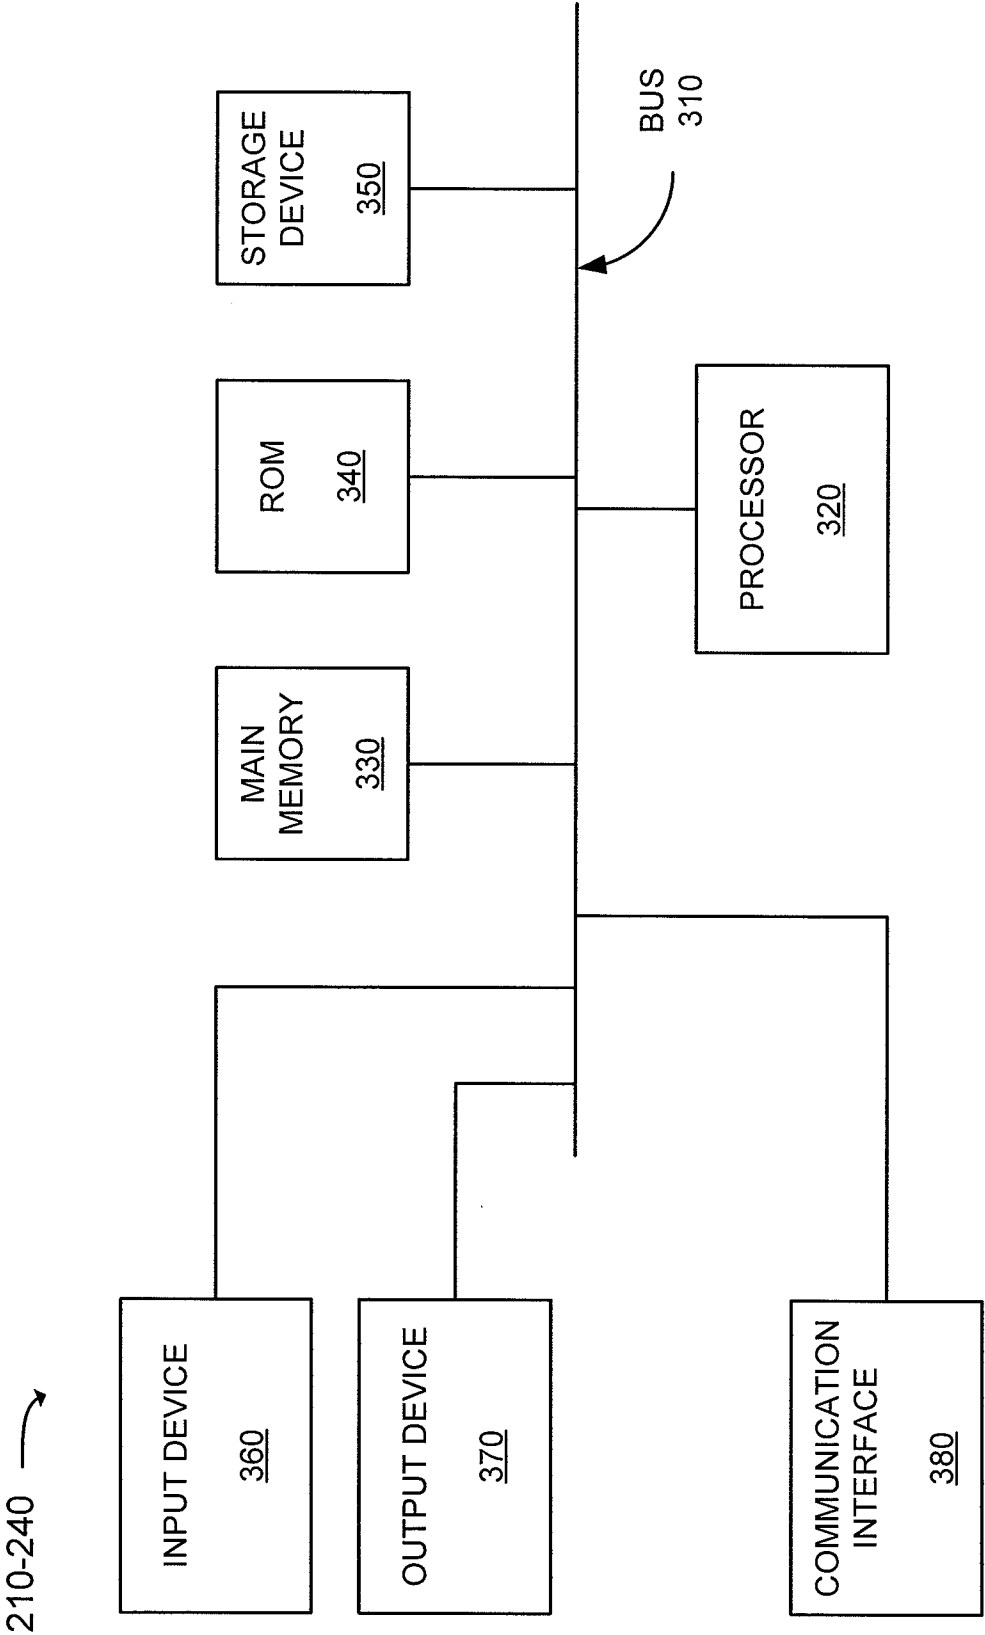 210-240
MAIN
MEMORY
330
ROM
340
STORAGE
DEVICE
350
INPUT DEVICE
360
OUTPUT DEVICE
370
COMMUNICATION
INTERFACE
380
PROCESSOR
320
BUS
310